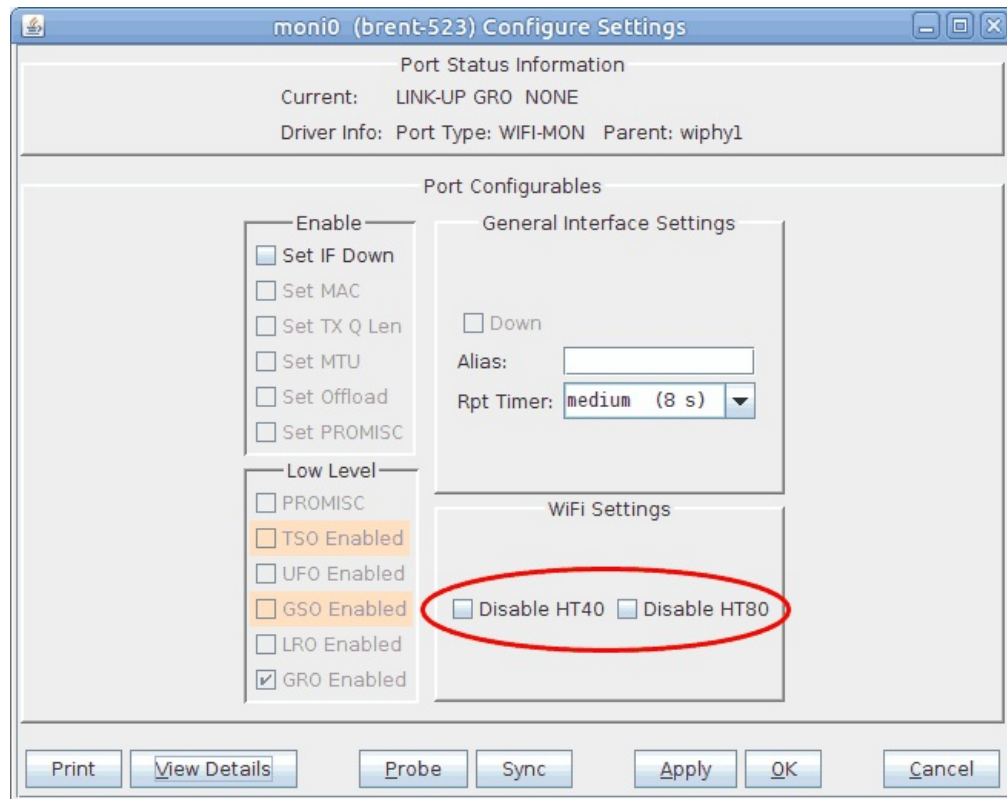 moni0 (brent-523) Configure Settings
Port Status Information
Current: LINK-UP GRO NONE
Driver Info: Port Type: WIFI-MON Parent: wiphy1
Port Configurables
Enable
Set IF Down
Set MAC
Set TX Q Len
Set MTU
Set Offload
Set PROMISC
Low Level
PROMISC
TSO Enabled
UFO Enabled
GSO Enabled
LRO Enabled
GRO Enabled
General Interface Settings
Down
Alias:
Rpt Timer: medium (8 s)
WiFi Settings
Disable HT40 Disable HT80
Print View Details Probe Sync Apply OK Cancel